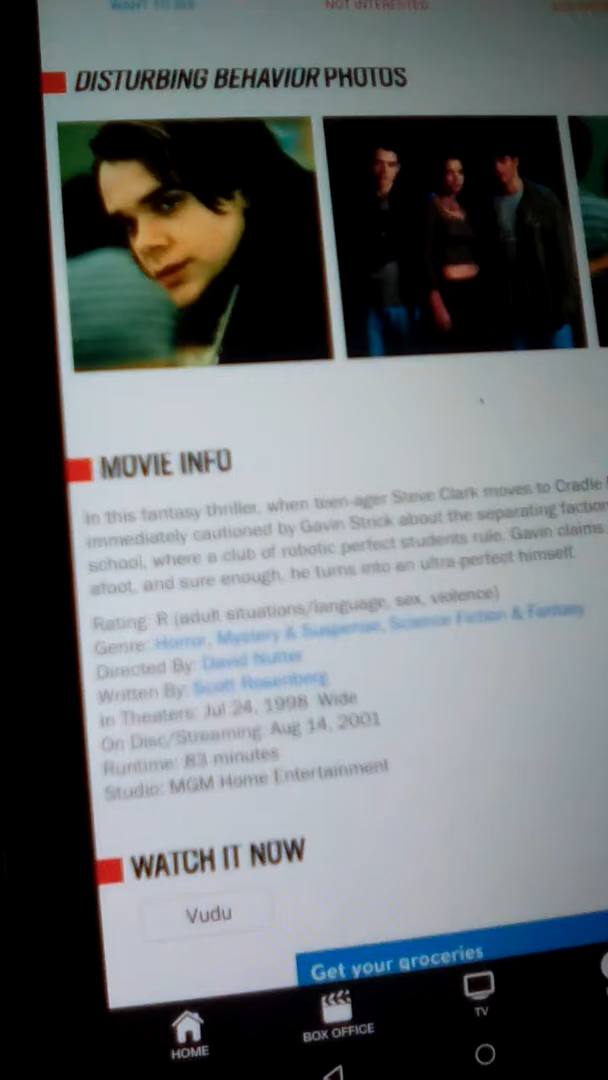 WANT TO SEE
NOT INTERESTED
DISTURBING BEHAVIOR PHOTOS
MOVIE INFO
In this fantasy thriller, when teen-ager Steve Clark moves to Cradle
immediately cautioned by Gavin Strick about the separating faction
school, where a club of robotic perfect students rule. Gavin claims
afoot, and sure enough, he turns into an ultra-perfect himself.
Rating: R (adult situations/language, sex, violence)
Genre: Horror, Mystery & Suspense, Science Fiction & Fantasy
Directed By: David Nutter
Written By: Scott Rosenberg
In Theaters: Jul 24, 1998 Wide
On Disc/Streaming: Aug 14, 2001
Runtime: 83 minutes
Studio: MGM Home Entertainment
WATCH IT NOW
Vudu
Get your groceries
HOME
BOX OFFICE
TV